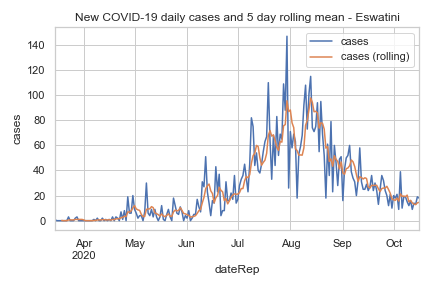 New COVID-19 daily cases and 5 day rolling mean - Eswatini
cases
cases (rolling)
140
120
100
80
60
40
20
0
cases
Apr
2020
May
Jun
Jul
Aug
Sep
Oct
dateRep